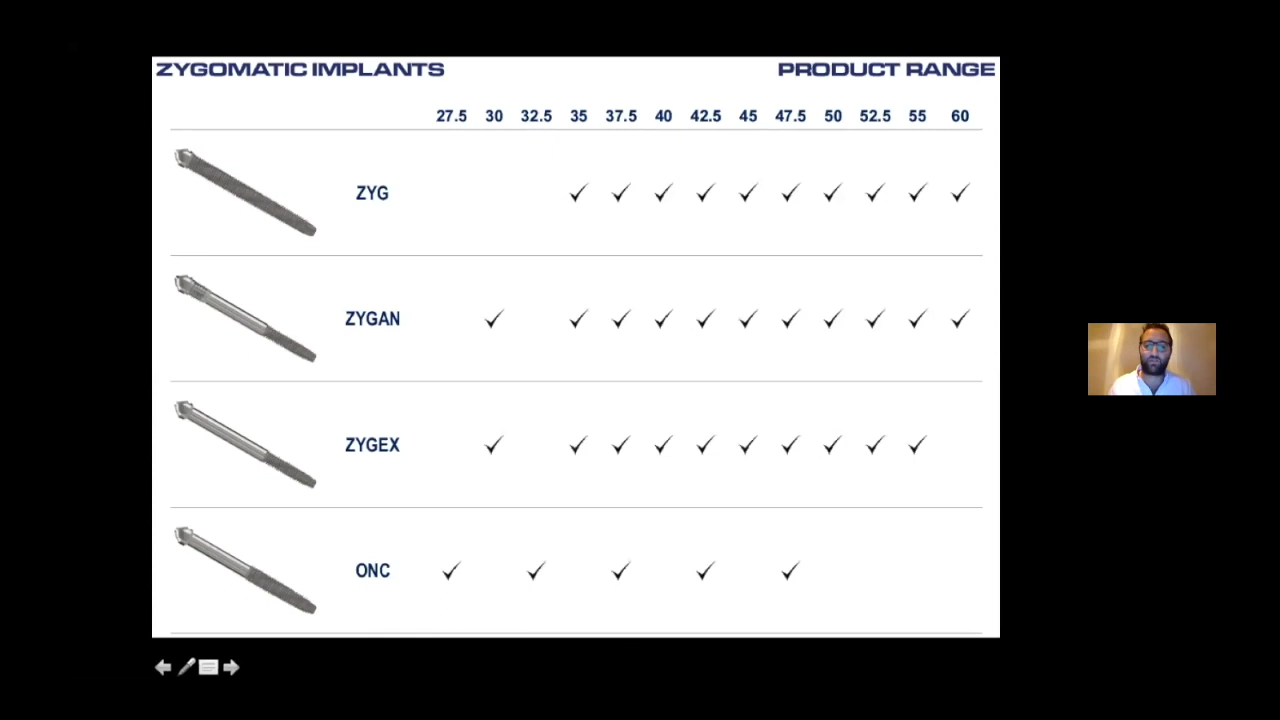 ZYGOMATIC IMPLANTS PRODUCT RANGE
27.5 30 32.5 35 37.5 40 42.5 45 47.5 50 52.5 55 60
ZYG ✓ ✓ ✓ ✓ ✓ ✓ ✓ ✓ ✓ ✓
ZYGAN ✓ ✓ ✓ ✓ ✓ ✓ ✓ ✓ ✓ ✓ ✓
ZYGEX ✓ ✓ ✓ ✓ ✓ ✓ ✓ ✓ ✓ ✓
ONC ✓ ✓ ✓ ✓ ✓